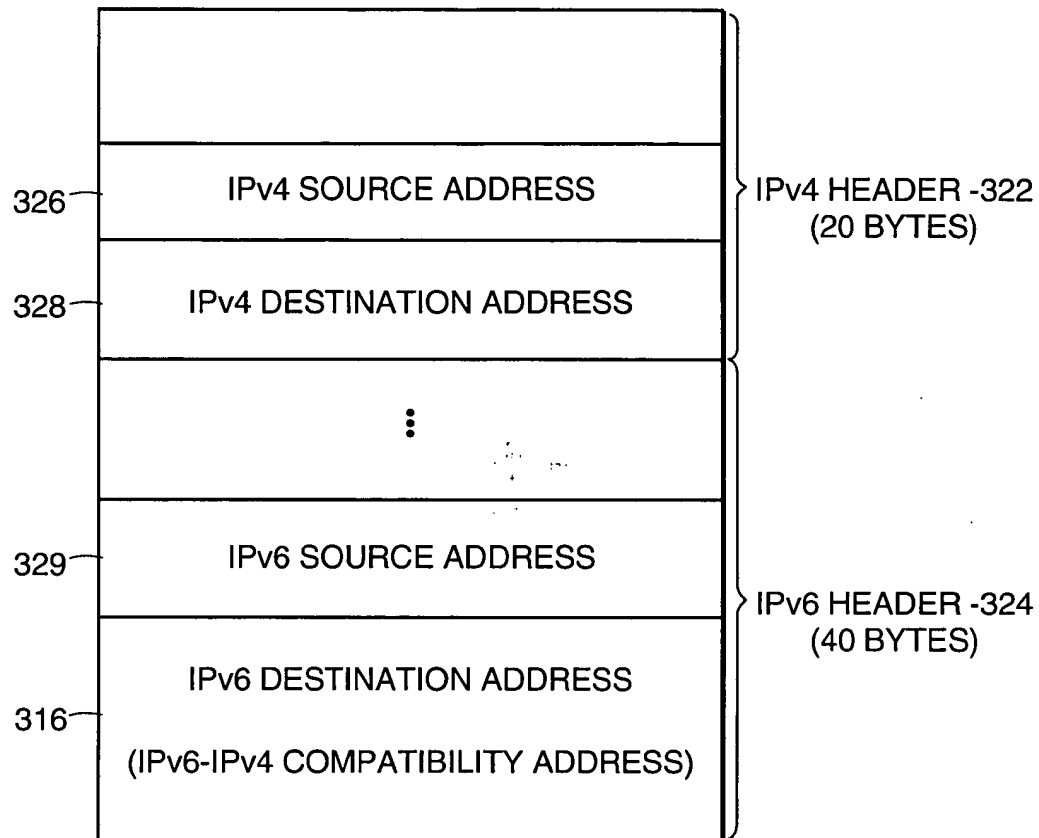 326
IPv4 SOURCE ADDRESS
IPv4 HEADER -322
(20 BYTES)
328
IPv4 DESTINATION ADDRESS
329
IPv6 SOURCE ADDRESS
IPv6 HEADER -324
(40 BYTES)
316
IPv6 DESTINATION ADDRESS
(IPv6-IPv4 COMPATIBILITY ADDRESS)